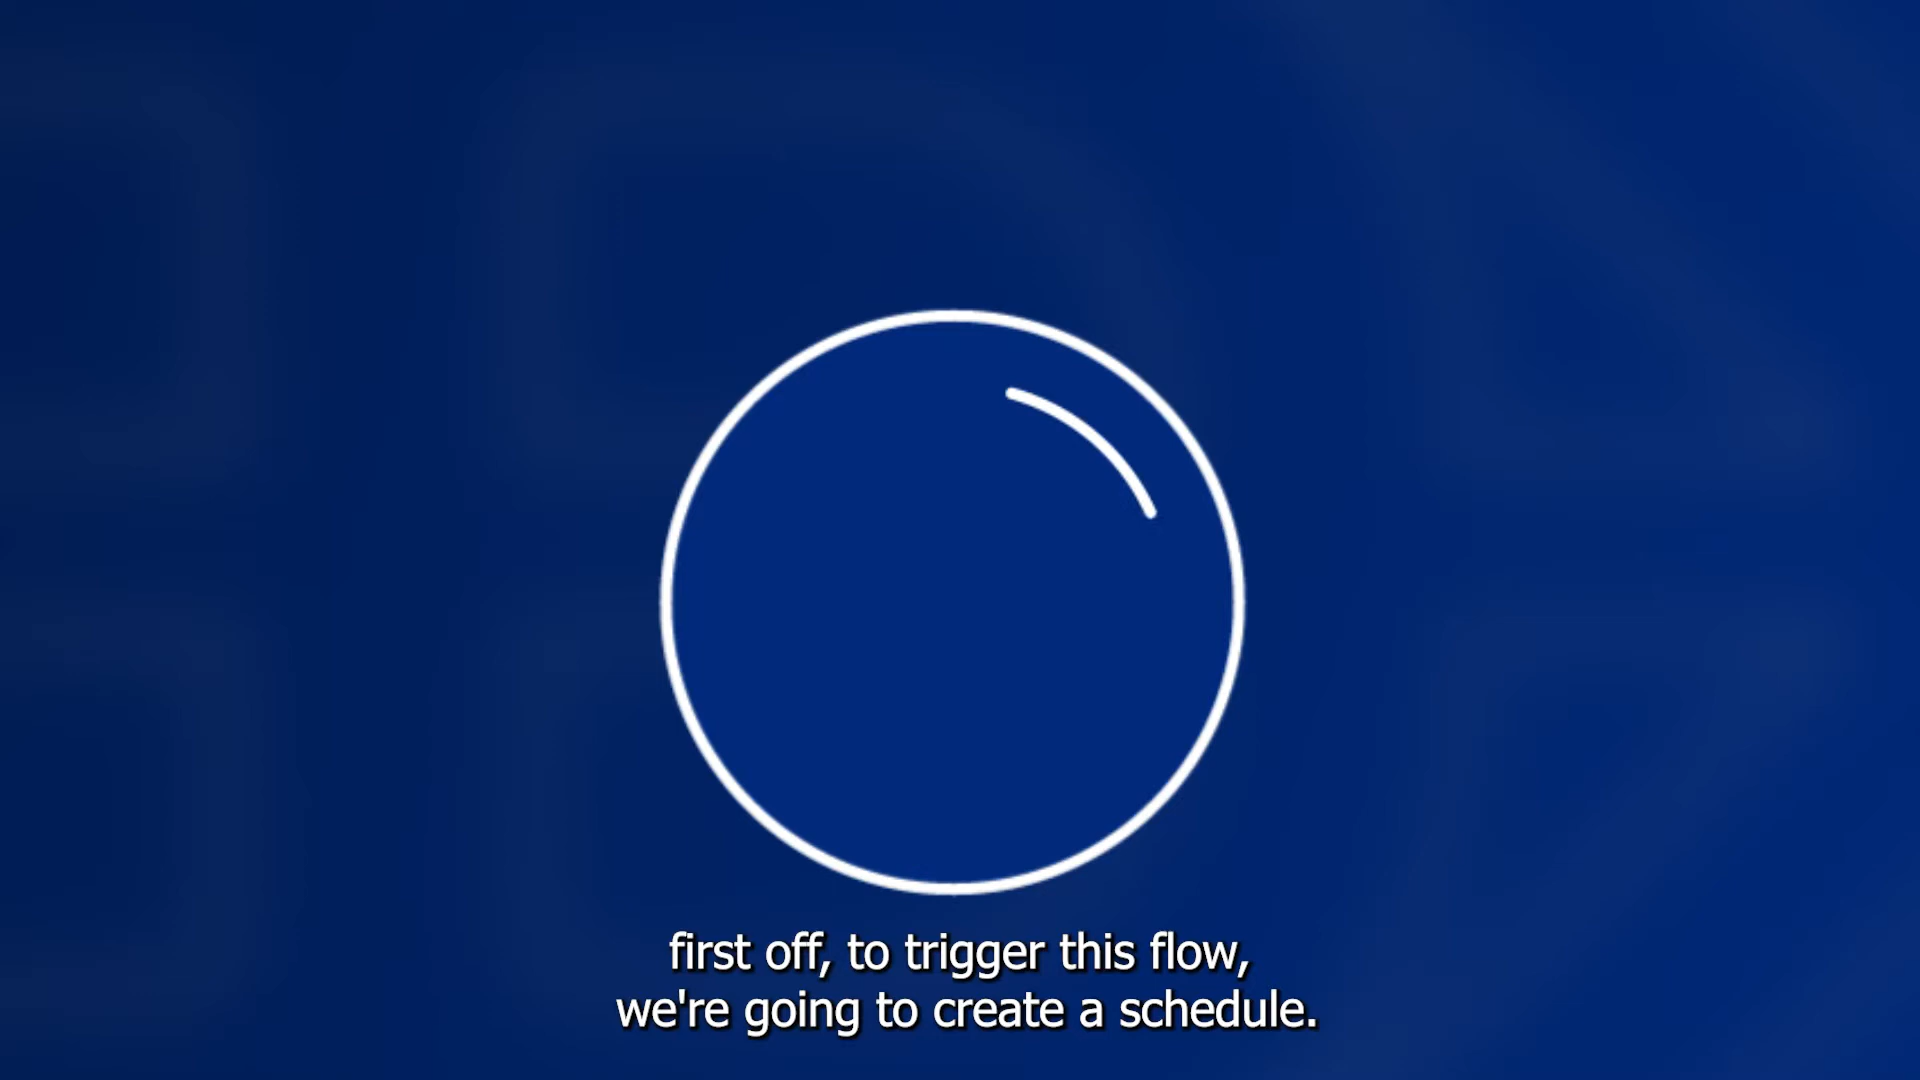 first off, to trigger this flow,
we're going to create a schedule.